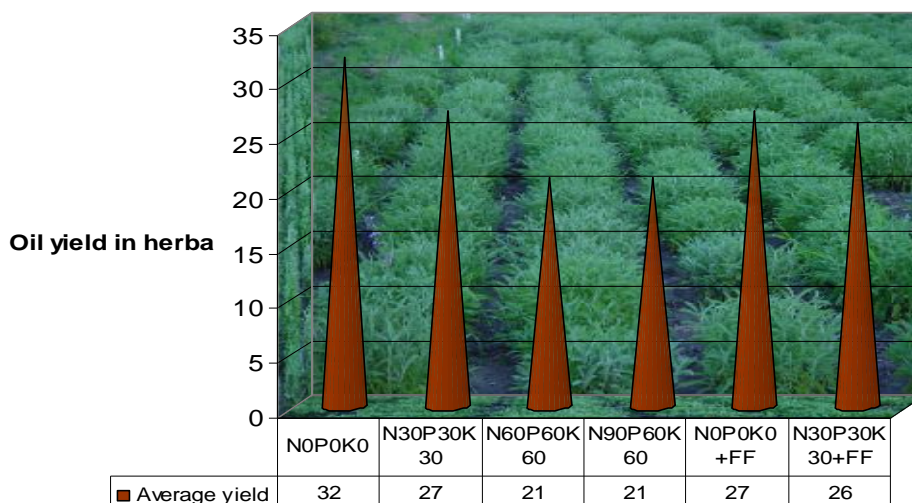 35
30
25
20
15
10
5
0
Oil yield in herba
N0P0K0
N30P30K
30
N60P60K
60
N90P60K
60
N0P0K0
+FF
N30P30K
30+FF
Average yield 32 27 21 21 27 26